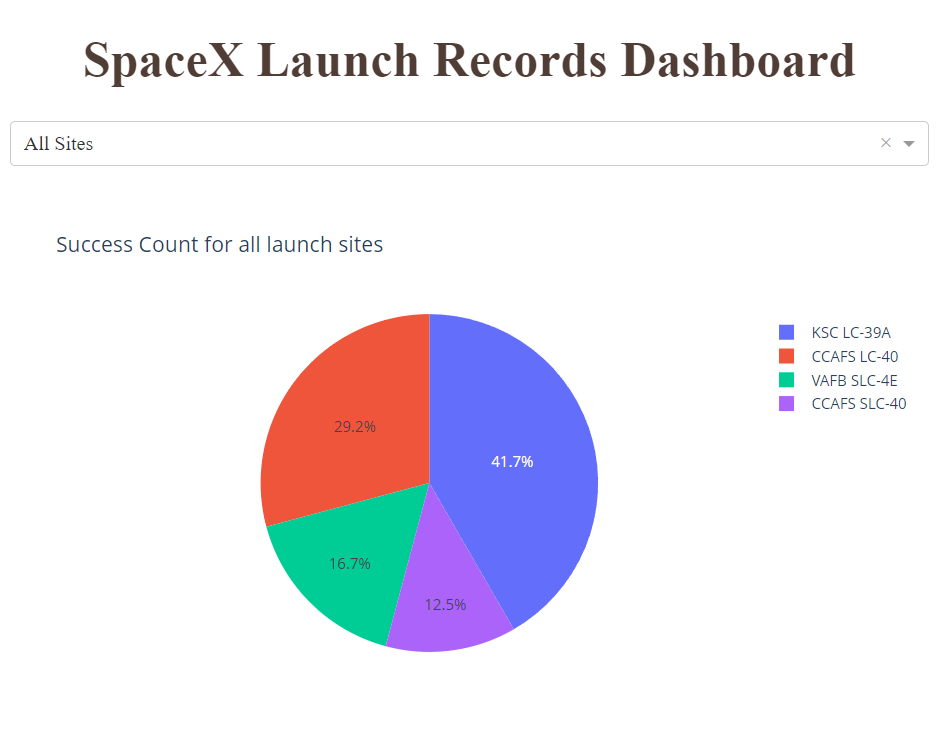 SpaceX Launch Records Dashboard
All Sites
Success Count for all launch sites
KSC LC-39A
CCAFS LC-40
VAFB SLC-4E
CCAFS SLC-40
29.2%
41.7%
16.7%
12.5%